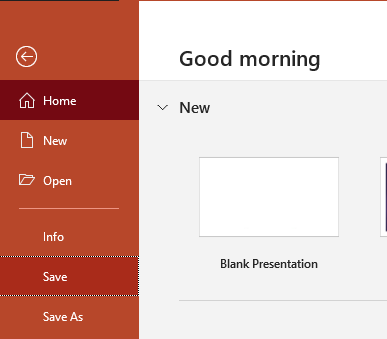 Good morning
Home
New
Open
Info
Save
Save As
New
Blank Presentation